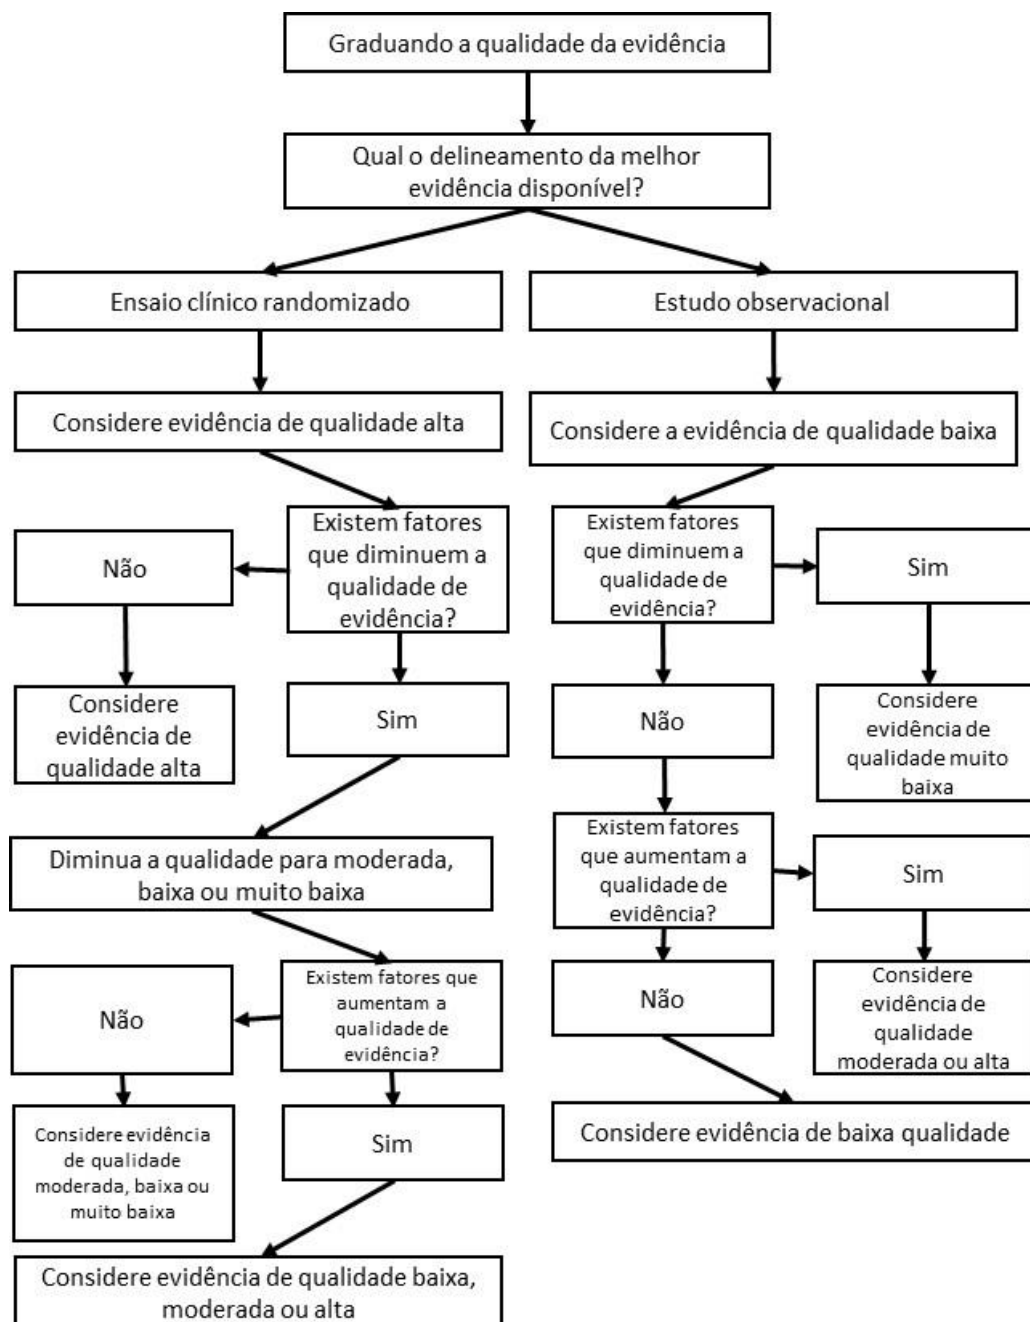 Graduando a qualidade da evidência
Qual o delineamento da melhor
evidência disponível?
Ensaio clínico randomizado
Estudo observacional
Considere evidência de qualidade alta
Considere a evidência de qualidade baixa
Existem fatores
que diminuem a
qualidade de
evidência?
Não
Existem fatores
que diminuem a
qualidade de
evidência?
Sim
Considere
evidência de
qualidade alta
Sim
Não
Considere
evidência de
qualidade muito
baixa
Diminua a qualidade para moderada,
baixa ou muito baixa
Existem fatores
que aumentam a
qualidade de
evidência?
Sim
Não
Existem fatores que
aumentam a
qualidade de
evidência?
Não
Considere
evidência de
qualidade
moderada ou alta
Considere evidência
de qualidade
moderada, baixa ou
muito baixa
Sim
Considere evidência de baixa qualidade
Considere evidência de qualidade baixa,
moderada ou alta